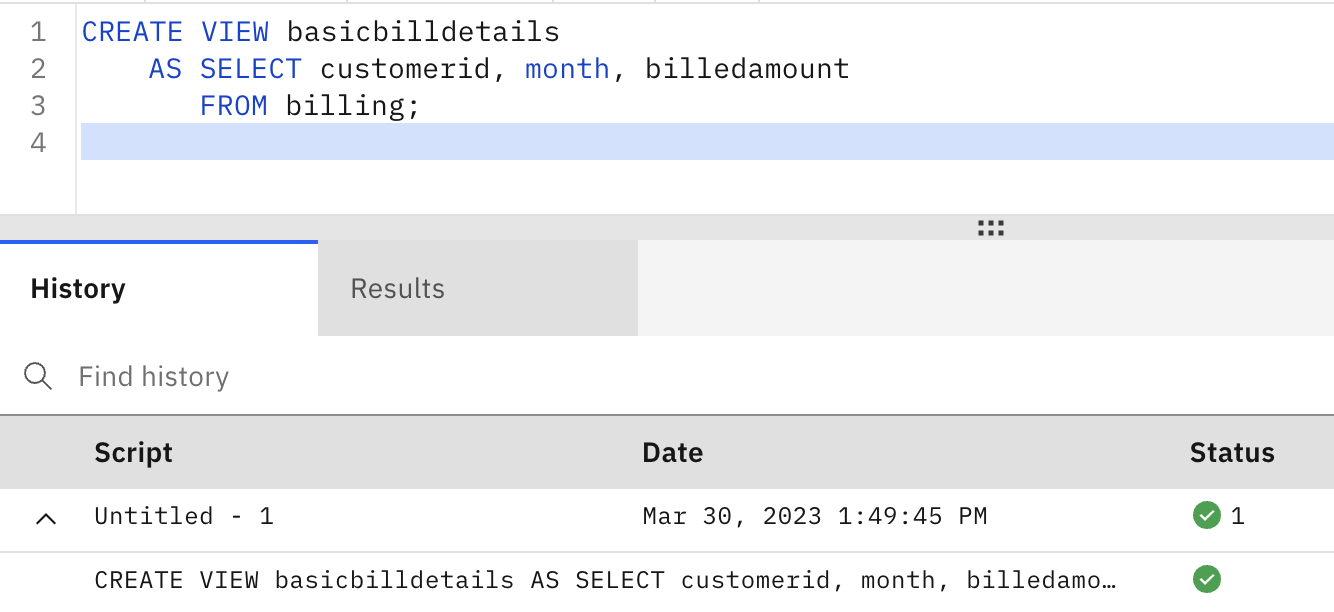 1 CREATE VIEW basicbilldetails
2 AS SELECT customerid, month, billedamount
3 FROM billing;
4
History Results
Find history
Script Date Status
Untitled - 1 Mar 30, 2023 1:49:45 PM 1
CREATE VIEW basicbilldetails AS SELECT customerid, month, billedamo…